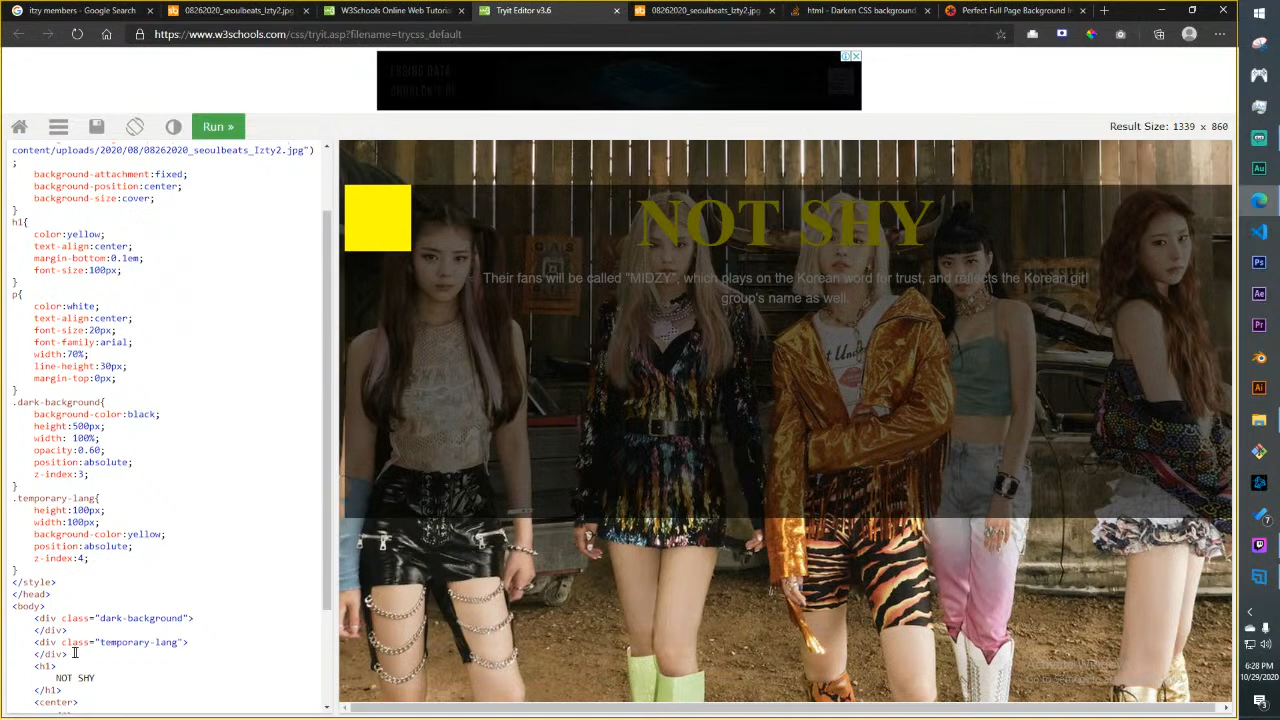 ity members - Google Search
08262020_seoulbeats_Izty2.jpg
W3Schools Online Web Tutorial
Tryit Editor v3.6
08262020_seoulbeats_Izty2.jpg
html - Darken CSS background
Perfect Full Page Background Im
https://www.w3schools.com/css/tryit.asp?filename=trycss_default
Run »
Result Size: 1339 x 860
content/uploads/2020/08/08262020_seoulbeats_Izty2.jpg")
;
background-attachment:fixed;
background-position:center;
background-size:cover;
}
h1{
color:yellow;
text-align:center;
margin-bottom:0.1em;
font-size:100px;
}
p{
color:white;
text-align:center;
font-size:20px;
font-family:arial;
width:70%;
line-height:30px;
margin-top:0px;
}
.dark-background{
background-color:black;
height:500px;
width: 100%;
opacity:0.60;
position:absolute;
z-index:3;
}
.temporary-lang{
height:100px;
width:100px;
background-color:yellow;
position:absolute;
z-index:4;
}
</style>
</head>
<body>
<div class="dark-background">
</div>
<div class="temporary-lang">
</div>
<h1>
NOT SHY
</h1>
<center>
NOT SHY
Their fans will be called "MIDZY", which plays on the Korean word for trust, and reflects the Korean girl
group's name as well.
Activate Windows
6:28 PM
10/29/2020